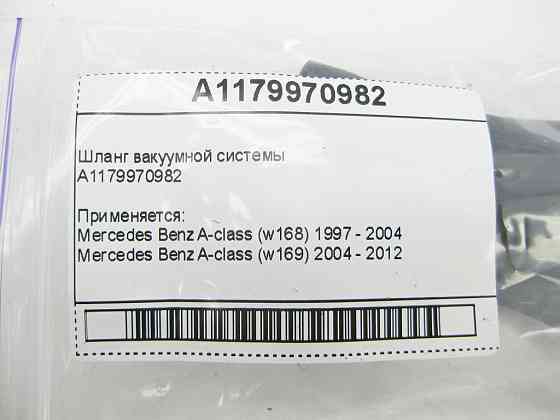 A1179970982
Шланг вакуумной системы
A1179970982
Применяется:
Mercedes Benz A-class (w168) 1997 - 2004
Mercedes Benz A-class (w169) 2004 - 2012